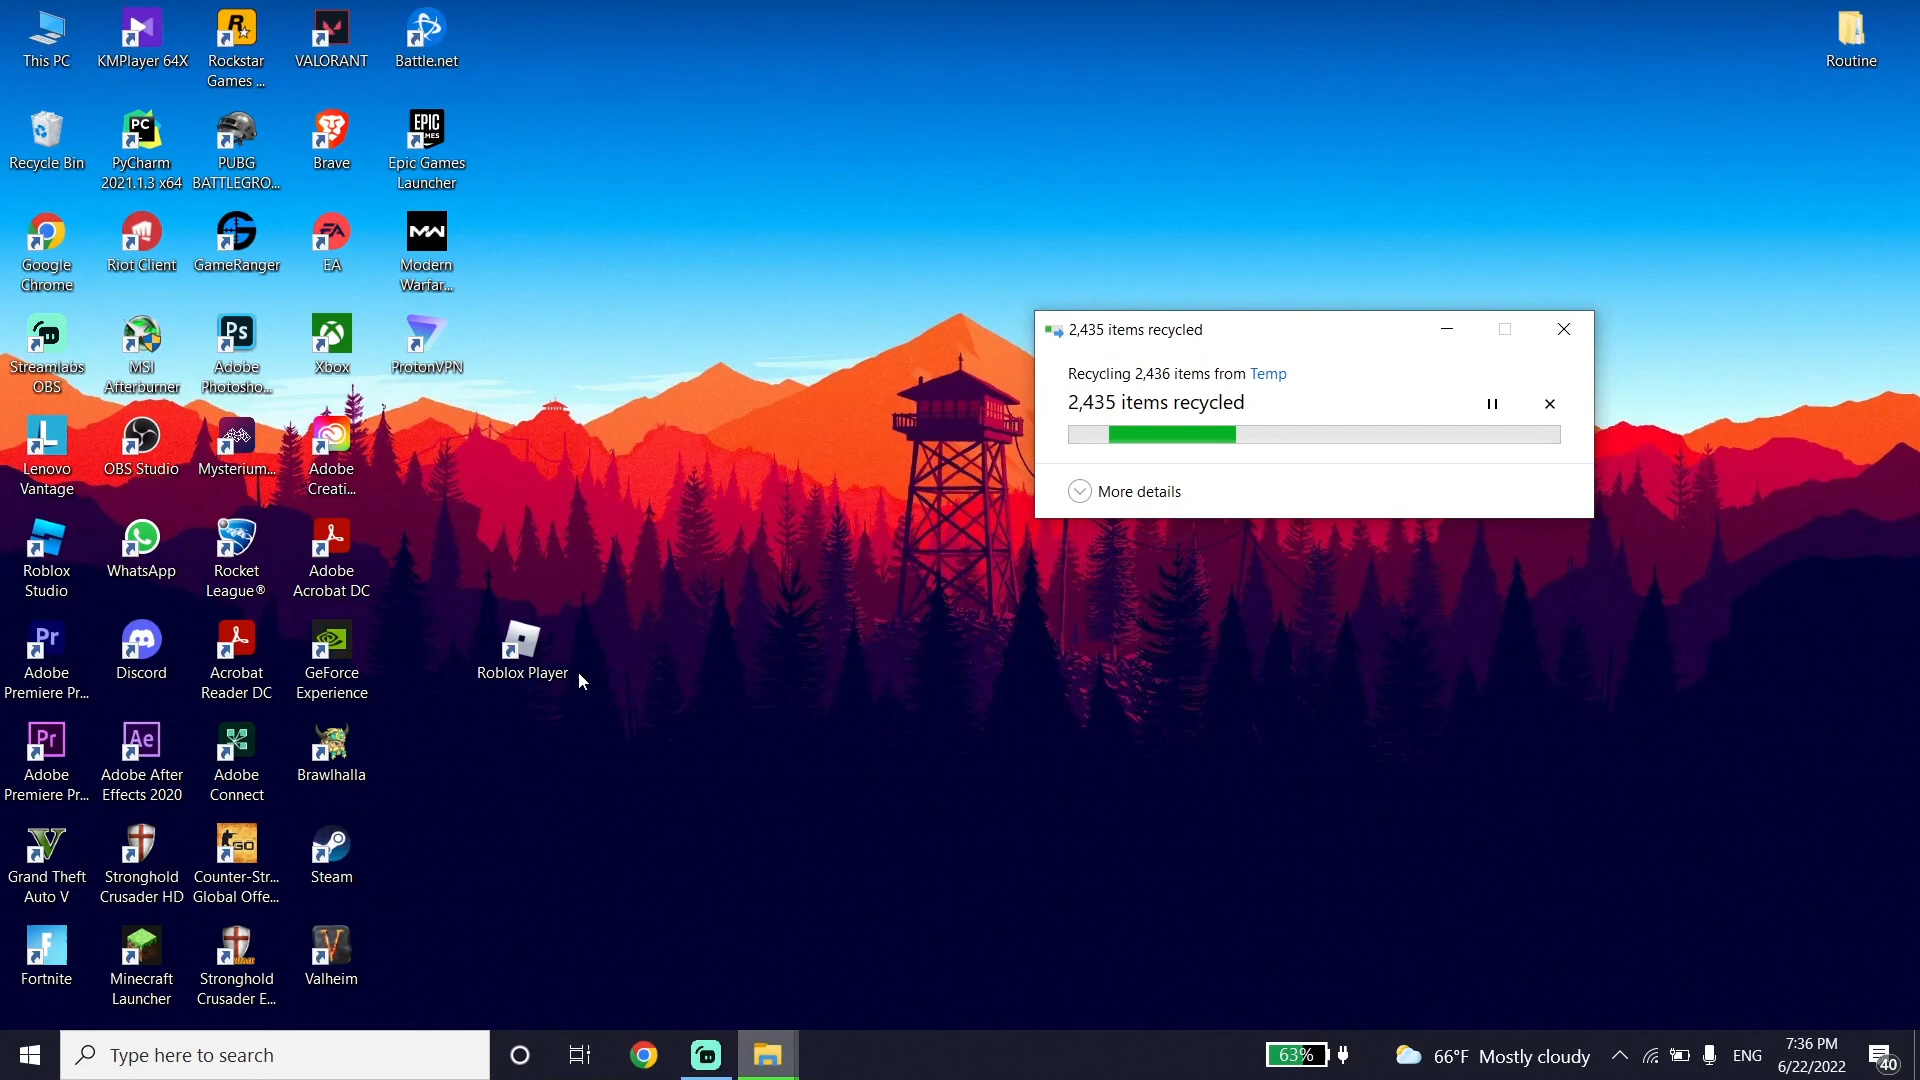 This PC
KMPlayer 64X
Rockstar
Games ...
VALORANT
Battle.net
Routine
Recycle Bin
PyCharm
2021.1.3 x64
PUBG
BATTLEGRO...
Brave
EPIC
GAMES
Epic Games
Launcher
Google
Chrome
Riot Client
GameRanger
EA
Modern
Warfar...
Streamlabs
OBS
MSI
Afterburner
Adobe
Photosho...
Xbox
ProtonVPN
Lenovo
Vantage
OBS Studio
Mysterium...
Adobe
Creati...
Roblox
Studio
WhatsApp
Rocket
League®
Adobe
Acrobat DC
Adobe
Premiere Pr...
Discord
Acrobat
Reader DC
GeForce
Experience
Roblox Player
Adobe
Premiere Pr...
Adobe After
Effects 2020
Adobe
Connect
Brawlhalla
Grand Theft
Auto V
Stronghold
Crusader HD
Counter-Str...
Global Offe...
Steam
Fortnite
Minecraft
Launcher
Stronghold
Crusader E...
Valheim
2,435 items recycled
Recycling 2,436 items from Temp
2,435 items recycled
More details
Type here to search
63%
66°F Mostly cloudy
ENG
7:36 PM
6/22/2022
40